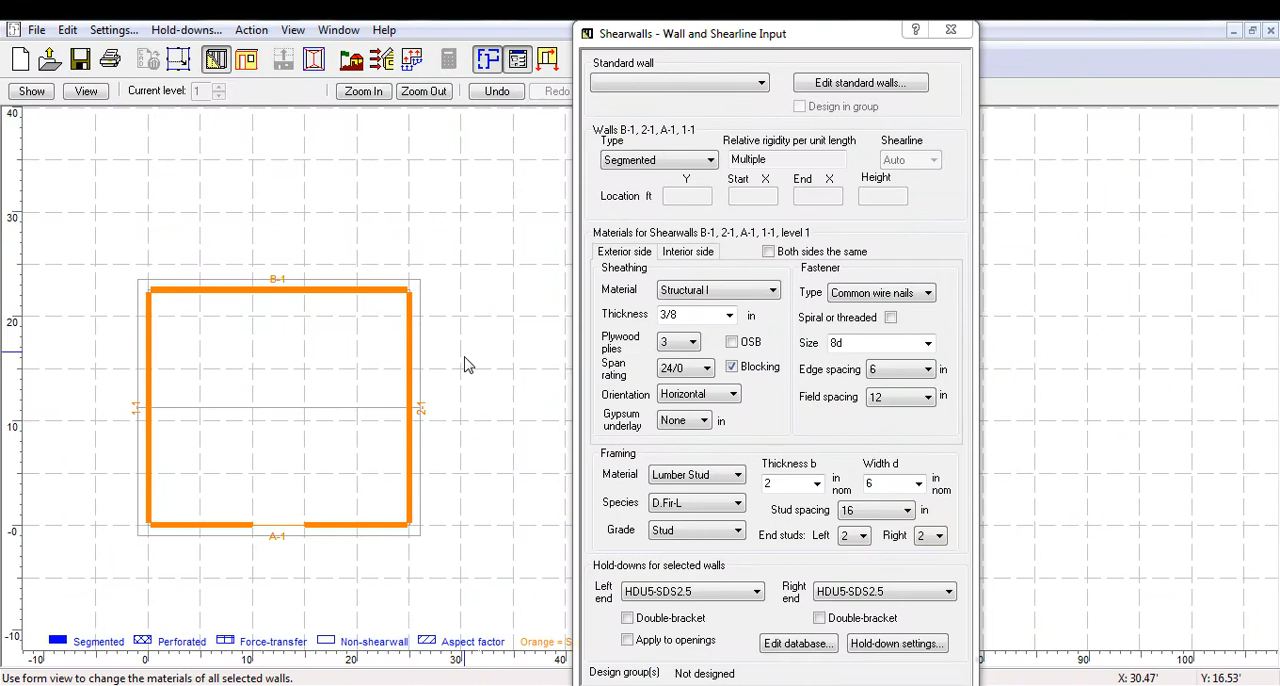 File Edit Settings... Hold-downs... Action View Window Help
Shearwalls - Wall and Shearline Input
Show View Current level: 1 Zoom In Zoom Out Undo Redo
Standard wall
Edit standard walls...
Design in group
Walls B-1, 2-1, A-1, 1-1
Type Relative rigidity per unit length Shearline
Segmented Multiple Auto
Y Start X End X Height
Location ft
Materials for Shearwalls B-1, 2-1, A-1, 1-1, level 1
Exterior side Interior side Both sides the same
Sheathing
Material Structural I
Thickness 3/8 in
Plywood plies 3 OSB
Span rating 24/0 Blocking
Orientation Horizontal
Gypsum underlay None in
Fastener
Type Common wire nails
Spiral or threaded
Size 8d
Edge spacing 6 in
Field spacing 12 in
Framing
Material Lumber Stud
Species D.Fir-L
Grade Stud
Thickness b Width d
2 in nom 6 in nom
Stud spacing 16 in
End studs: Left 2 Right 2
Hold-downs for selected walls
Left end HDU5-SDS2.5 Right end HDU5-SDS2.5
Double-bracket Double-bracket
Apply to openings Edit database... Hold-down settings...
Design group(s) Not designed
40
30
20
10
-0
-10
B-1
1-1
2-1
A-1
Segmented Perforated Force-transfer Non-shearwall Aspect factor Orange = S
-10 0 10 20 30 40 90 100
Use form view to change the materials of all selected walls.
X: 30.47' Y: 16.53'